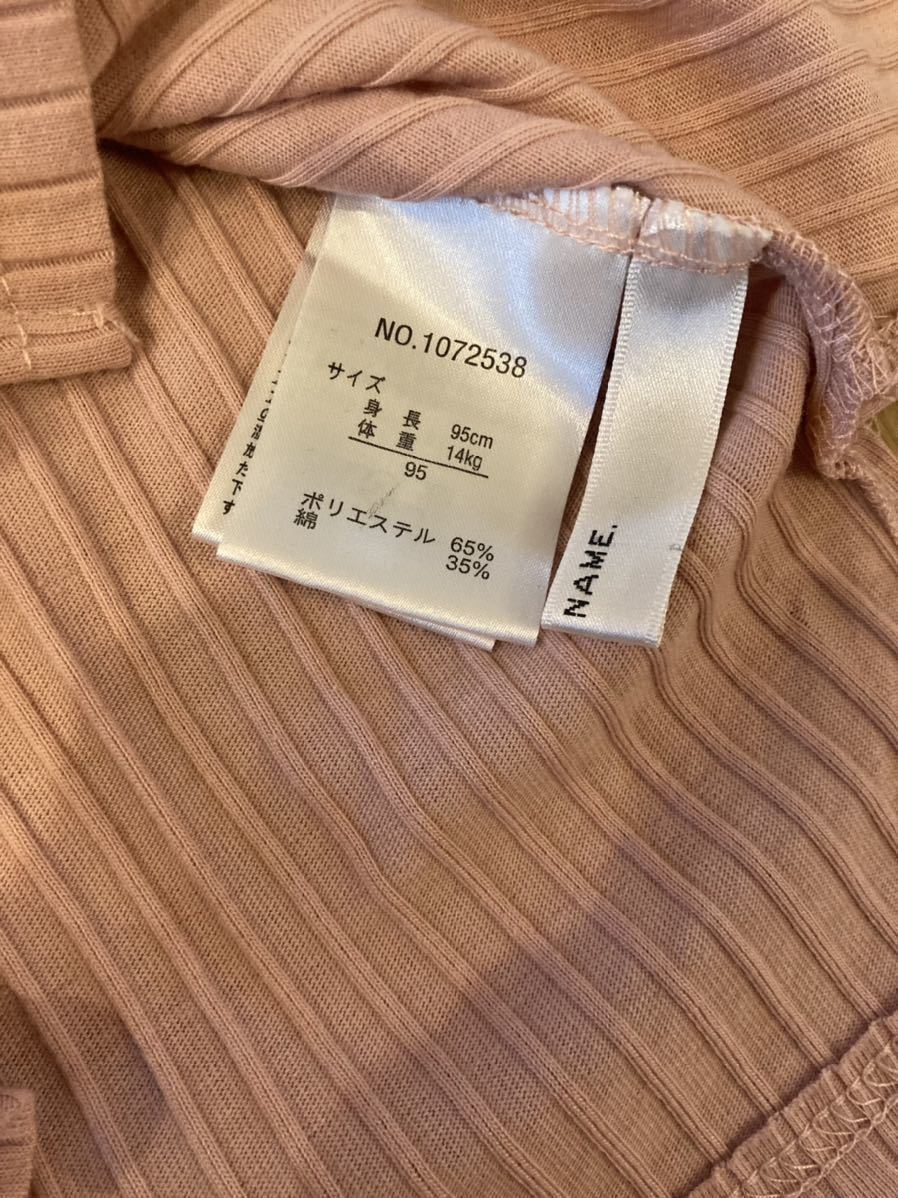 NO.1072538
サイズ
身長 95cm
体重 14kg
95
ポリエステル 65%
綿 35%
NAME.